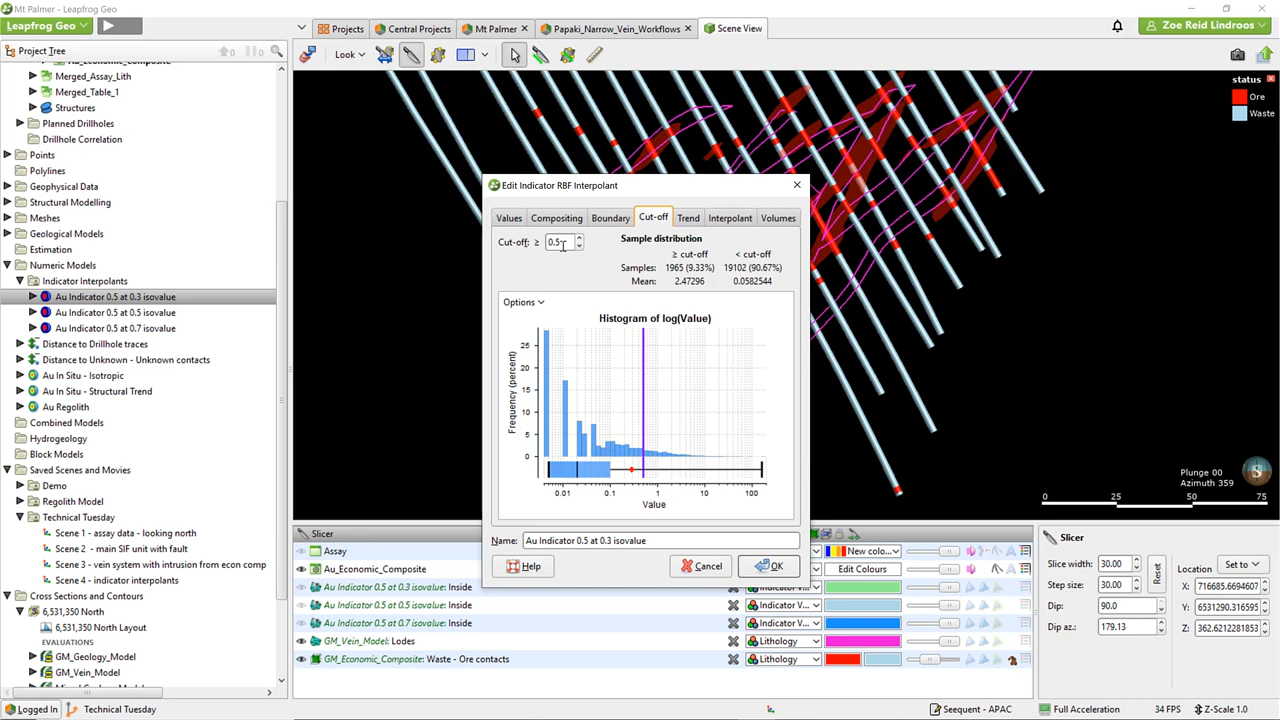 Mt Palmer - Leapfrog Geo
Leapfrog Geo
Projects
Central Projects
Mt Palmer
Papaki_Narrow_Vein_Workflows
Scene View
Zoe Reid Lindroos
Project Tree
0
0
Look
Au_Economic_Composite
Merged_Assay_Lith
Merged_Table_1
Structures
Planned Drillholes
Drillhole Correlation
Points
Polylines
Geophysical Data
Structural Modelling
Meshes
Geological Models
Estimation
Numeric Models
Indicator Interpolants
Au Indicator 0.5 at 0.3 isovalue
Au Indicator 0.5 at 0.5 isovalue
Au Indicator 0.5 at 0.7 isovalue
Distance to Drillhole traces
Distance to Unknown - Unknown contacts
Au In Situ - Isotropic
Au In Situ - Structural Trend
Au Regolith
Combined Models
Hydrogeology
Block Models
Saved Scenes and Movies
Demo
Regolith Model
Technical Tuesday
Scene 1 - assay data - looking north
Scene 2 - main SIF unit with fault
Scene 3 - vein system with intrusion from econ comp
Scene 4 - indicator interpolants
Cross Sections and Contours
6,531,350 North
6,531,350 North Layout
EVALUATIONS
GM_Geology_Model
GM_Vein_Model
status
Ore
Waste
Plunge 00
Azimuth 359
0 25 50 75
Edit Indicator RBF Interpolant
Values
Compositing
Boundary
Cut-off
Trend
Interpolant
Volumes
Cut-off: ≥ 0.5
Sample distribution
≥ cut-off < cut-off
Samples: 1965 (9.33%) 19102 (90.67%)
Mean: 2.47296 0.0582544
Options
Histogram of log(Value)
Frequency (percent)
25
20
15
10
5
0
0.01 0.1 1 10 100
Value
Name: Au Indicator 0.5 at 0.3 isovalue
Help
Cancel
OK
Slicer
Assay New colo...
Au_Economic_Composite Edit Colours
Au Indicator 0.5 at 0.3 isovalue: Inside Indicator V...
Au Indicator 0.5 at 0.5 isovalue: Inside Indicator V...
Au Indicator 0.5 at 0.7 isovalue: Inside Indicator V...
GM_Vein_Model: Lodes Lithology
GM_Economic_Composite: Waste - Ore contacts Lithology
Slicer
Slice width: 30.00
Step size: 30.00
Reset
Dip: 90.0
Dip az.: 179.13
Location Set to
X: 716685.6694607
Y: 6531290.316595
Z: 362.6212281853
Logged In
Technical Tuesday
Seequent - APAC
Full Acceleration
34 FPS
Z-Scale 1.0